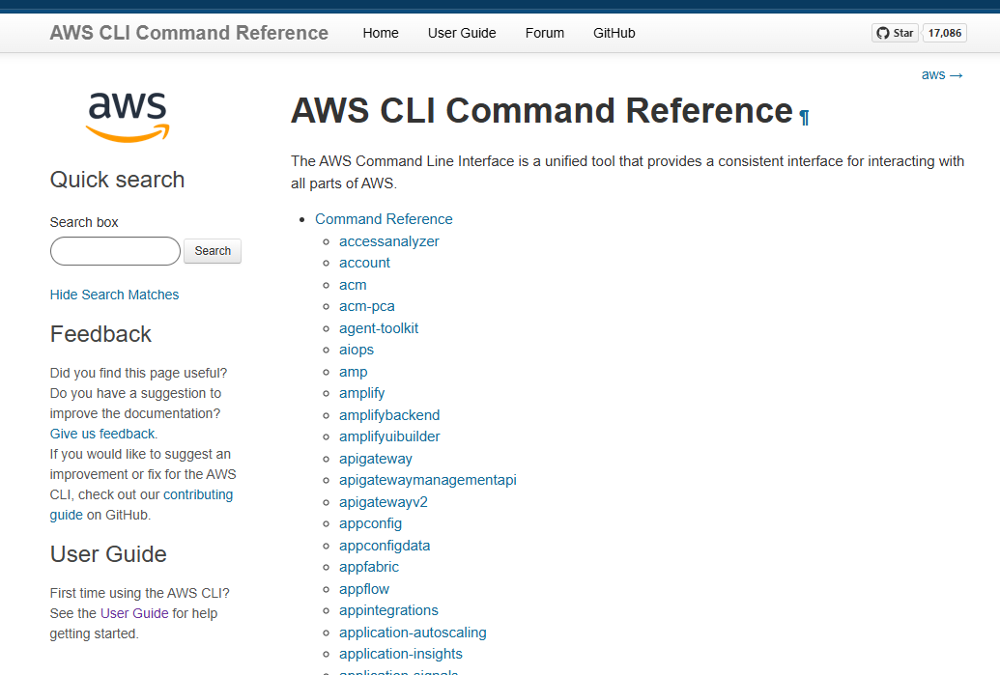 AWS CLI Command Reference Home User Guide Forum GitHub Star 17,086
aws →
aws
Quick search
Search box
Search
Hide Search Matches
Feedback
Did you find this page useful?
Do you have a suggestion to
improve the documentation?
Give us feedback.
If you would like to suggest an
improvement or fix for the AWS
CLI, check out our contributing
guide on GitHub.
User Guide
First time using the AWS CLI?
See the User Guide for help
getting started.
AWS CLI Command Reference¶
The AWS Command Line Interface is a unified tool that provides a consistent interface for interacting with
all parts of AWS.
Command Reference
accessanalyzer
account
acm
acm-pca
agent-toolkit
aiops
amp
amplify
amplifybackend
amplifyuibuilder
apigateway
apigatewaymanagementapi
apigatewayv2
appconfig
appconfigdata
appfabric
appflow
appintegrations
application-autoscaling
application-insights
application-signals